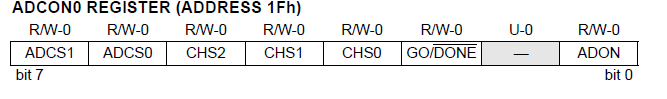 ADCON0 REGISTER (ADDRESS 1Fh)
R/W-0 R/W-0 R/W-0 R/W-0 R/W-0 R/W-0 U-0 R/W-0
ADCS1 ADCS0 CHS2 CHS1 CHS0 GO/D̅O̅N̅E̅ — ADON
bit 7 bit 0